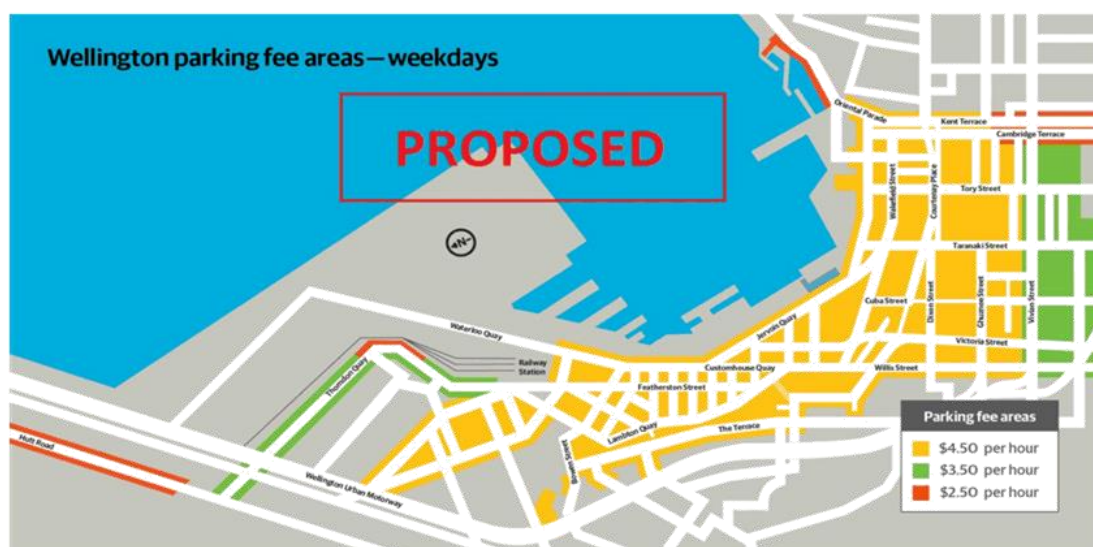 Wellington parking fee areas—weekdays
PROPOSED
N
Oriental Parade
Kent Terrace
Cambridge Terrace
Wakefield Street
Courtenay Place
Tory Street
Taranaki Street
Cuba Street
Dixon Street
Ghuznee Street
Vivian Street
Victoria Street
Jervois Quay
Waterloo Quay
Railway
Station
Customhouse Quay
Willis Street
Featherston Street
Thorndon Quay
Lambton Quay
The Terrace
Bowen Street
Hutt Road
Wellington Urban Motorway
Parking fee areas
$4.50 per hour
$3.50 per hour
$2.50 per hour